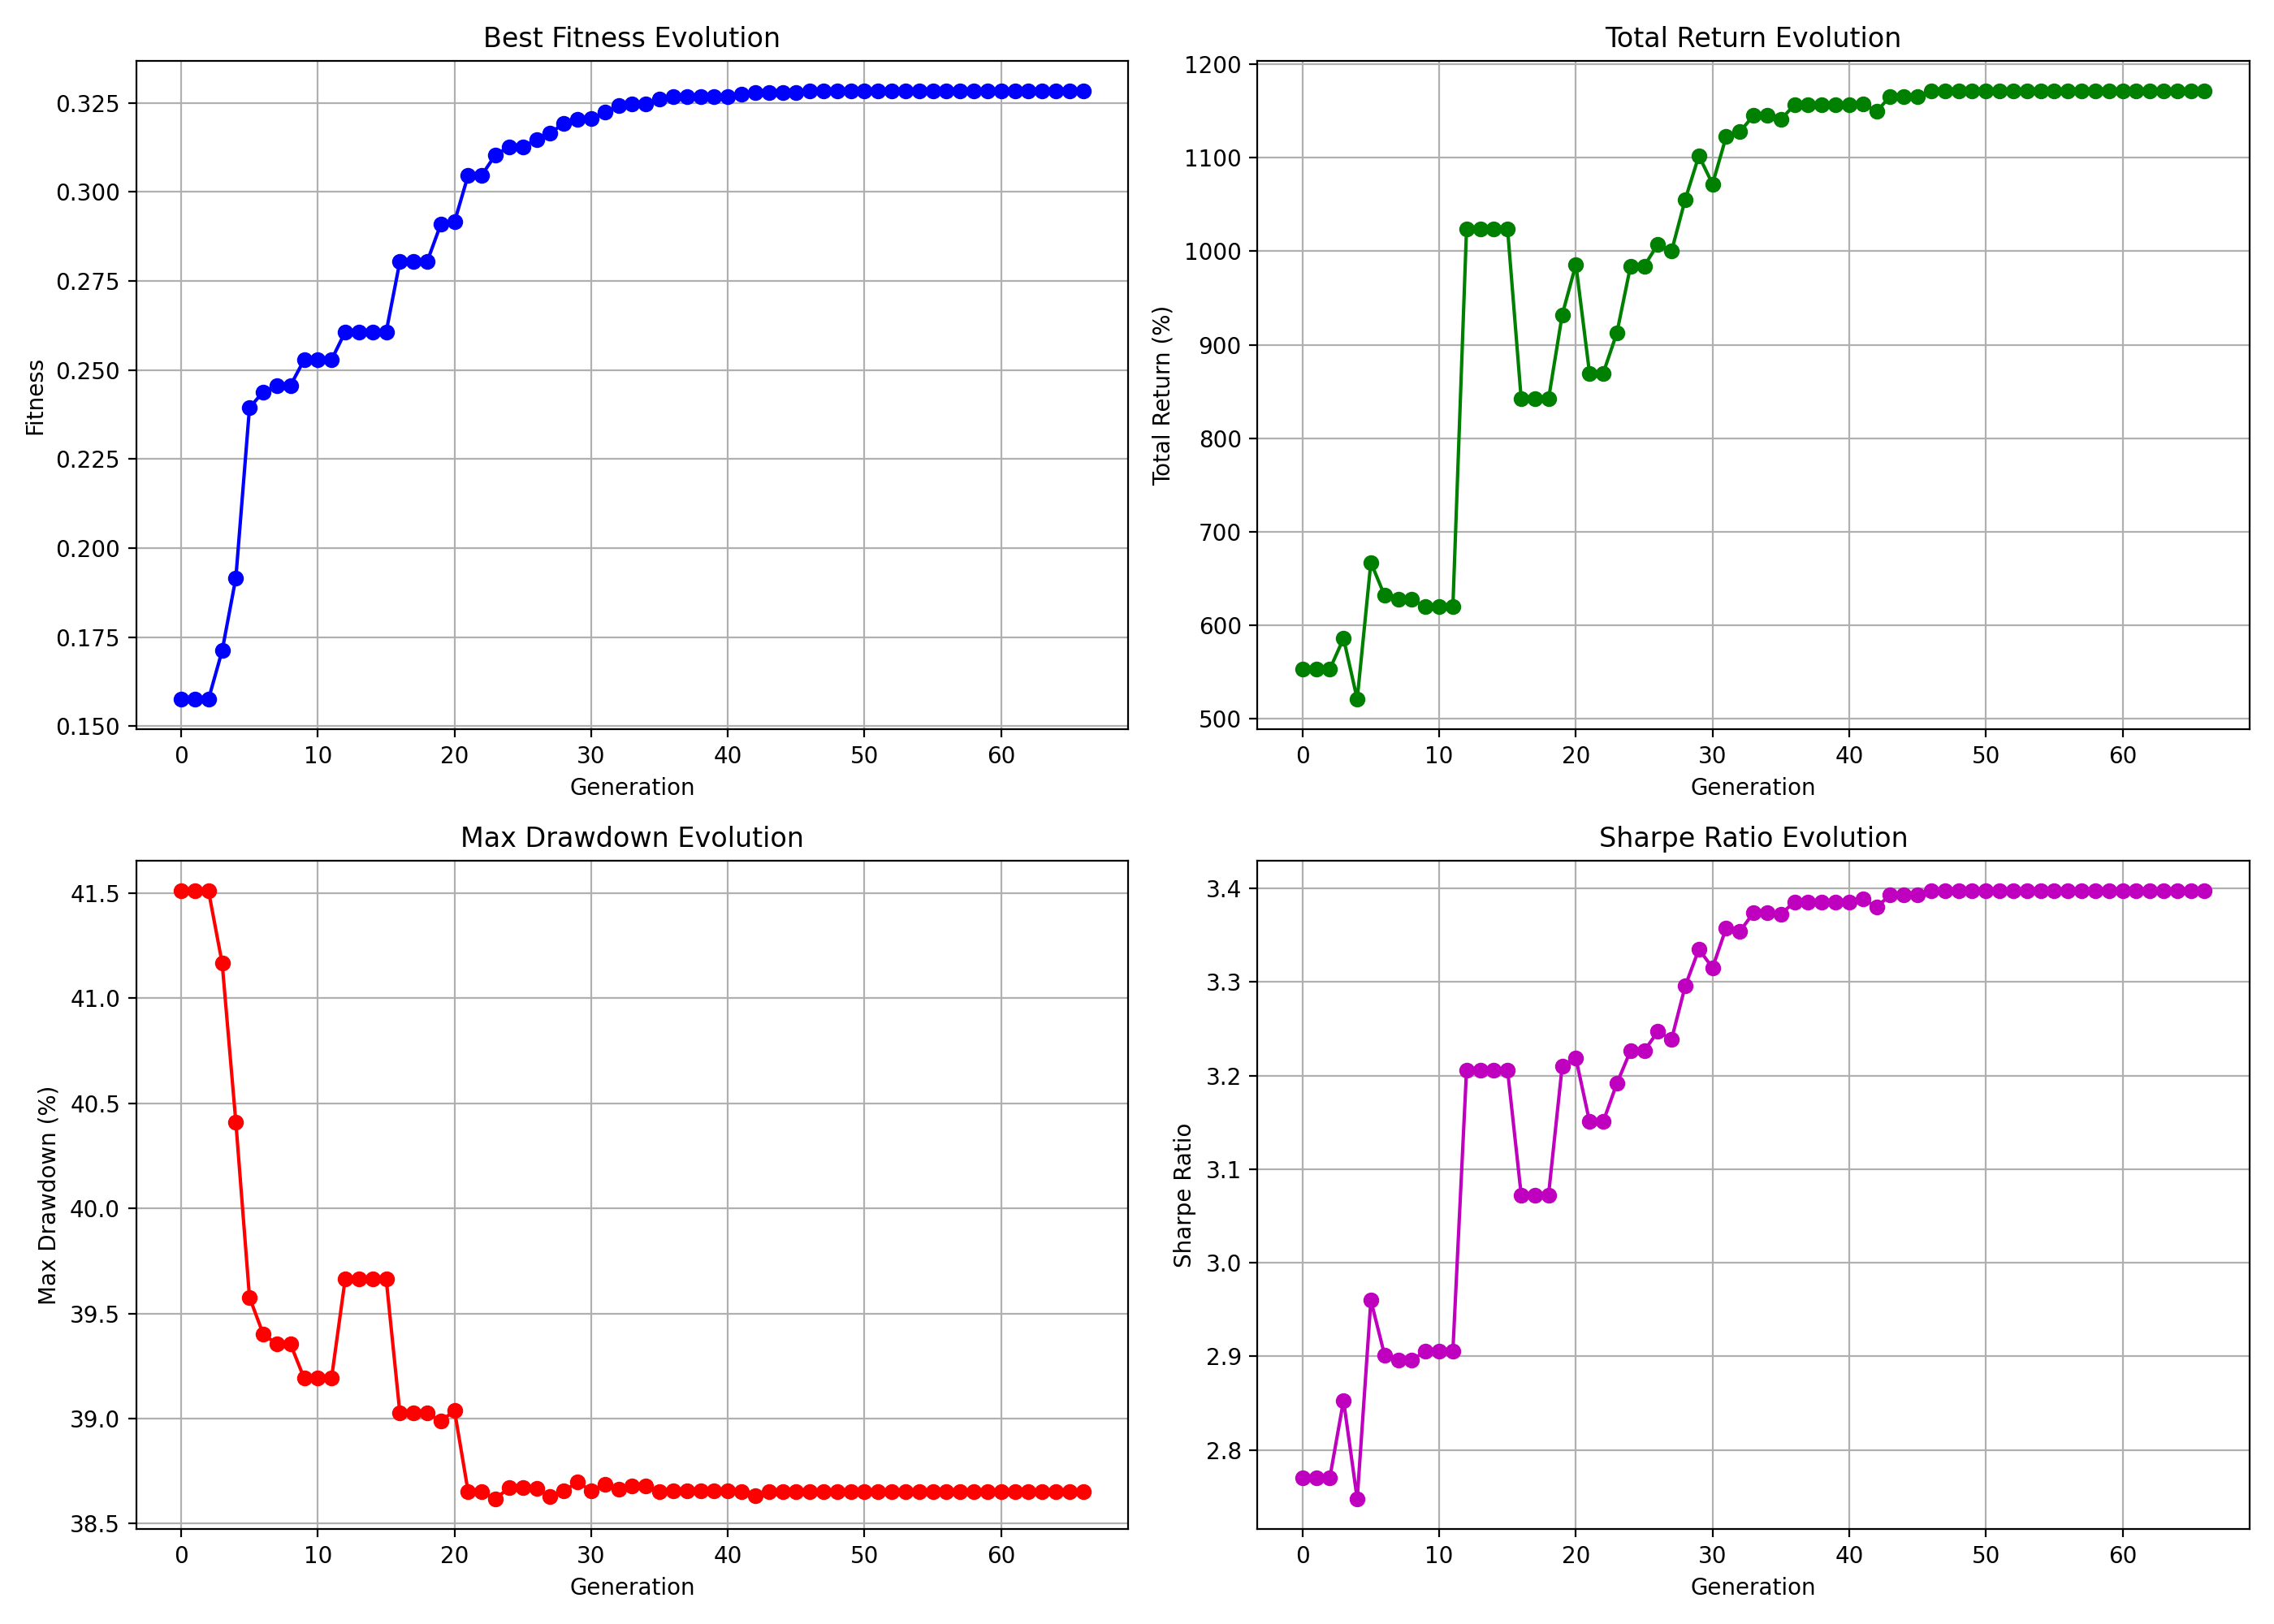 Best Fitness Evolution
Fitness
0.325
0.300
0.275
0.250
0.225
0.200
0.175
0.150
0 10 20 30 40 50 60
Generation
Total Return Evolution
Total Return (%)
1200
1100
1000
900
800
700
600
500
0 10 20 30 40 50 60
Generation
Max Drawdown Evolution
Max Drawdown (%)
41.5
41.0
40.5
40.0
39.5
39.0
38.5
0 10 20 30 40 50 60
Generation
Sharpe Ratio Evolution
Sharpe Ratio
3.4
3.3
3.2
3.1
3.0
2.9
2.8
0 10 20 30 40 50 60
Generation